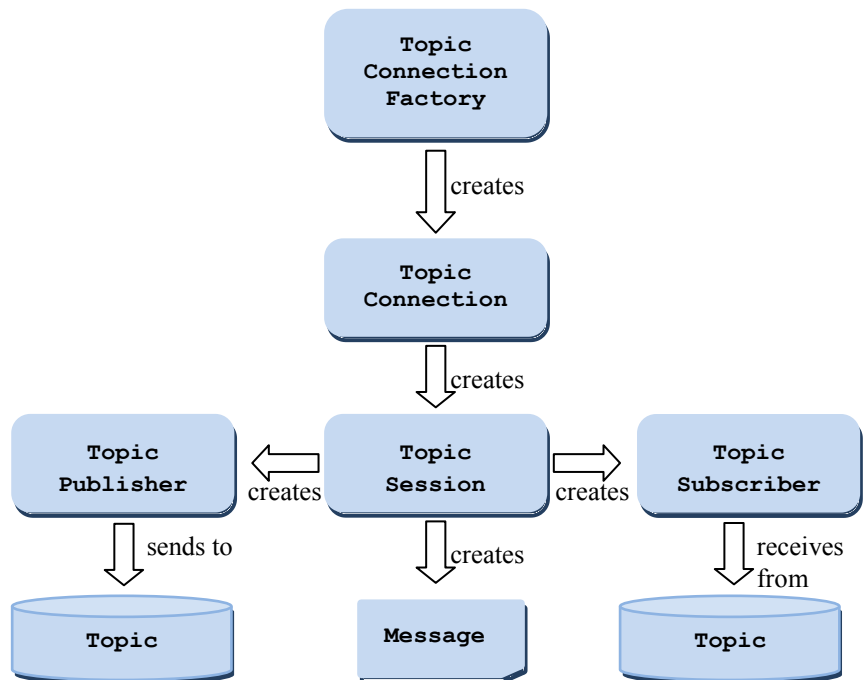 Topic
Connection
Factory
creates
Topic
Connection
creates
Topic
Publisher
creates
Topic
Session
creates
Topic
Subscriber
sends to
creates
receives
from
Topic
Message
Topic